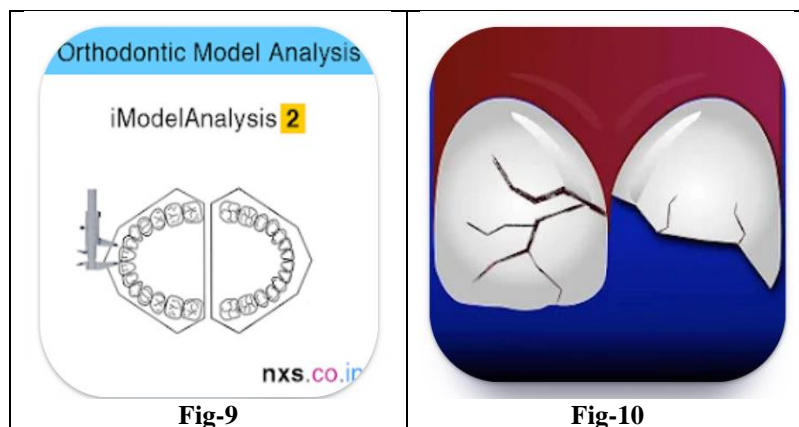 Orthodontic Model Analysis
iModelAnalysis 2
nxs.co.in
Fig-9
Fig-10